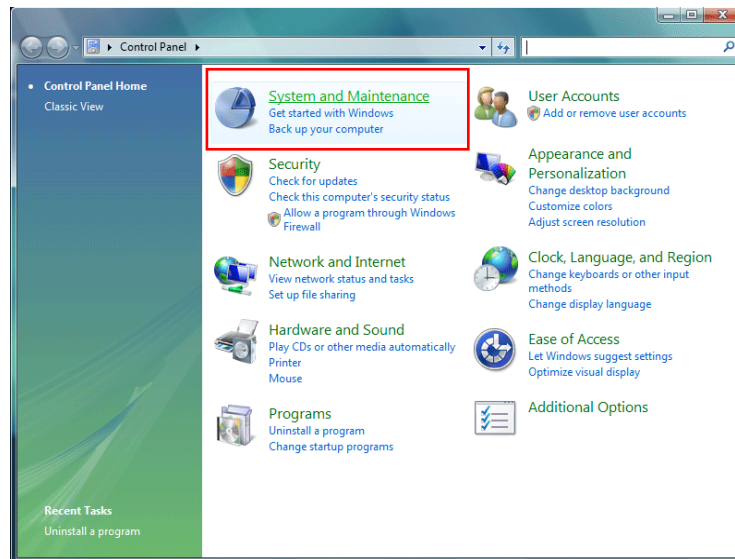 Control Panel
Control Panel Home
Classic View
System and Maintenance
Get started with Windows
Back up your computer
Security
Check for updates
Check this computer's security status
Allow a program through Windows
Firewall
Network and Internet
View network status and tasks
Set up file sharing
Hardware and Sound
Play CDs or other media automatically
Printer
Mouse
Programs
Uninstall a program
Change startup programs
User Accounts
Add or remove user accounts
Appearance and
Personalization
Change desktop background
Customize colors
Adjust screen resolution
Clock, Language, and Region
Change keyboards or other input
methods
Change display language
Ease of Access
Let Windows suggest settings
Optimize visual display
Additional Options
Recent Tasks
Uninstall a program